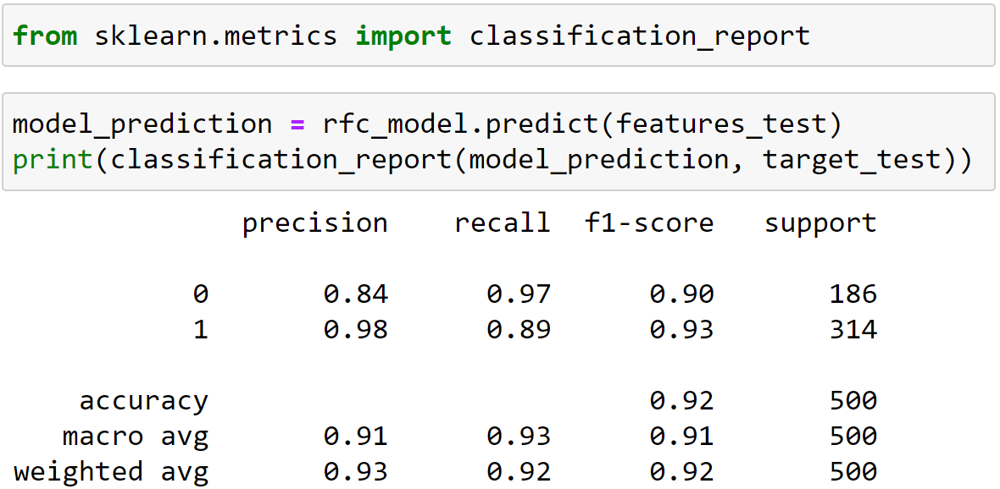 from sklearn.metrics import classification_report
model_prediction = rfc_model.predict(features_test)
print(classification_report(model_prediction, target_test))
precision recall f1-score support
0 0.84 0.97 0.90 186
1 0.98 0.89 0.93 314
accuracy 0.92 500
macro avg 0.91 0.93 0.91 500
weighted avg 0.93 0.92 0.92 500